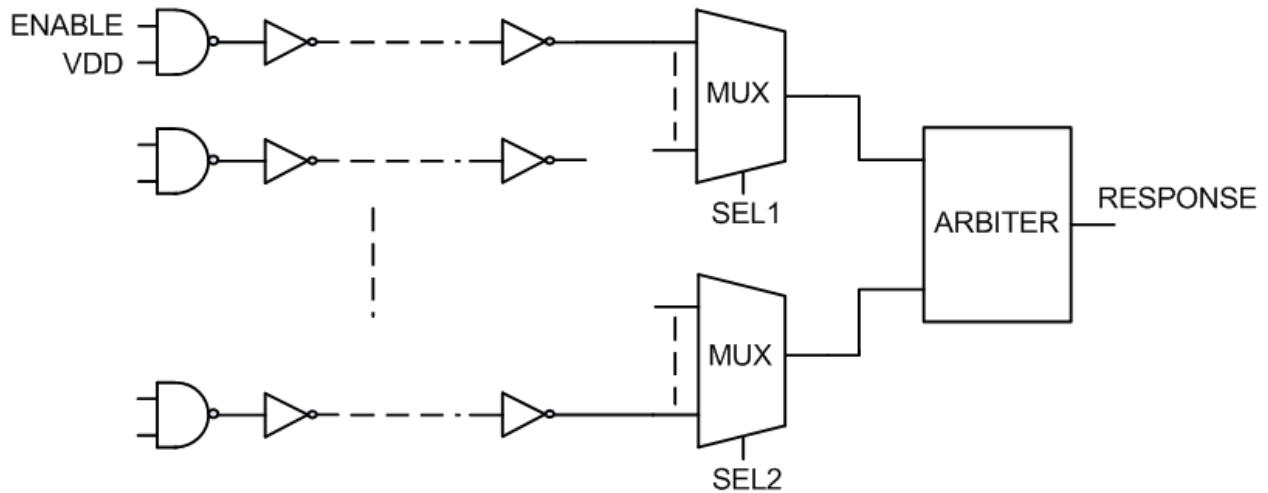 ENABLE
VDD
MUX
SEL1
ARBITER
RESPONSE
MUX
SEL2